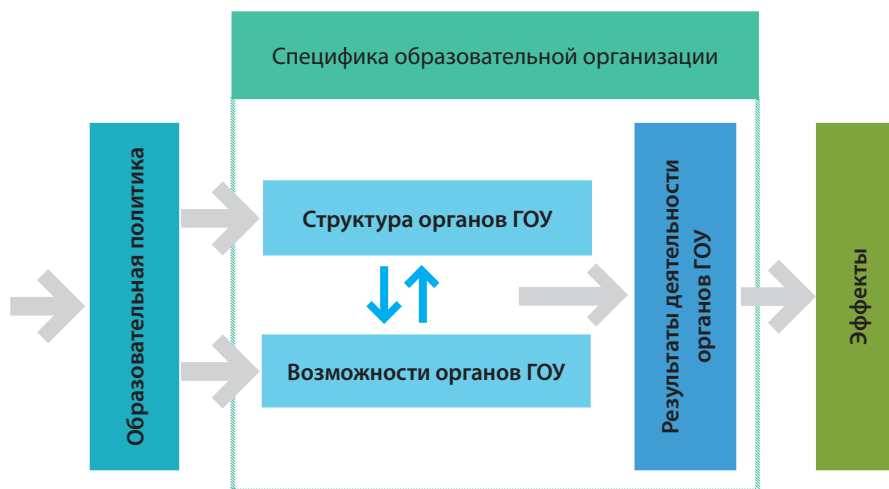 Специфика образовательной организации
Образовательная политика
Структура органов ГОУ
Возможности органов ГОУ
Результаты деятельности
органов ГОУ
Эффекты